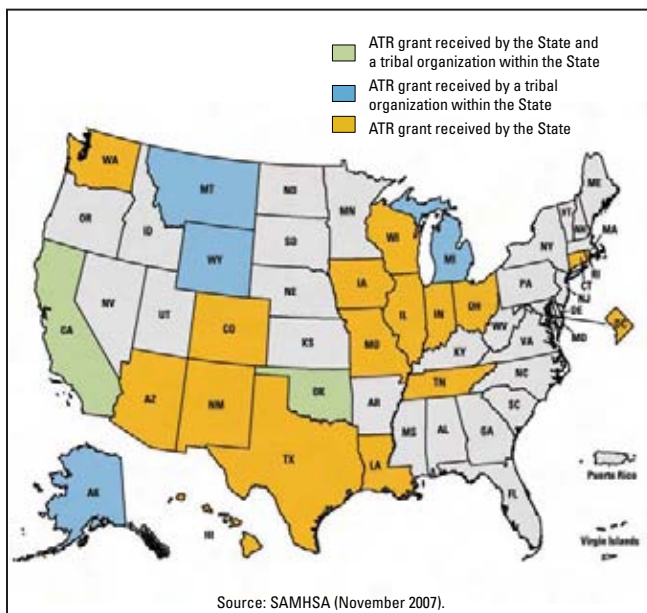 ATR grant received by the State and
a tribal organization within the State
ATR grant received by a tribal
organization within the State
ATR grant received by the State
WA
MT
ND
MN
ME
VT
NH
MA
OR
ID
SD
WI
NY
WY
MI
RI
CT
NJ
IA
NE
PA
DE
NV
UT
IL
IN
OH
DC
MD
CA
CO
WV
VA
KS
MO
KY
NC
TN
AZ
NM
OK
AR
SC
MS
AL
GA
TX
LA
FL
Puerto Rico
AK
HI
Virgin Islands
Source: SAMHSA (November 2007).